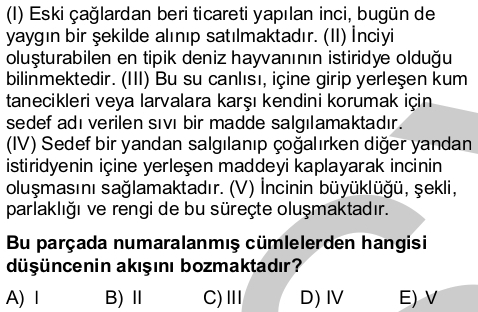 (I) Eski çağlardan beri ticareti yapılan inci, bugün de
yaygın bir şekilde alınıp satılmaktadır. (II) İnciyi
oluşturabilen en tipik deniz hayvanının istiridye olduğu
bilinmektedir. (III) Bu su canlısı, içine girip yerleşen kum
tanecikleri veya larvalara karşı kendini korumak için
sedef adı verilen sıvı bir madde salgılamaktadır.
(IV) Sedef bir yandan salgılanıp çoğalırken diğer yandan
istiridyenin içine yerleşen maddeyi kaplayarak incinin
oluşmasını sağlamaktadır. (V) İncinin büyüklüğü, şekli,
parlaklığı ve rengi de bu süreçte oluşmaktadır.
Bu parçada numaralanmış cümlelerden hangisi
düşüncenin akışını bozmaktadır?
A) I B) II C) III D) IV E) V